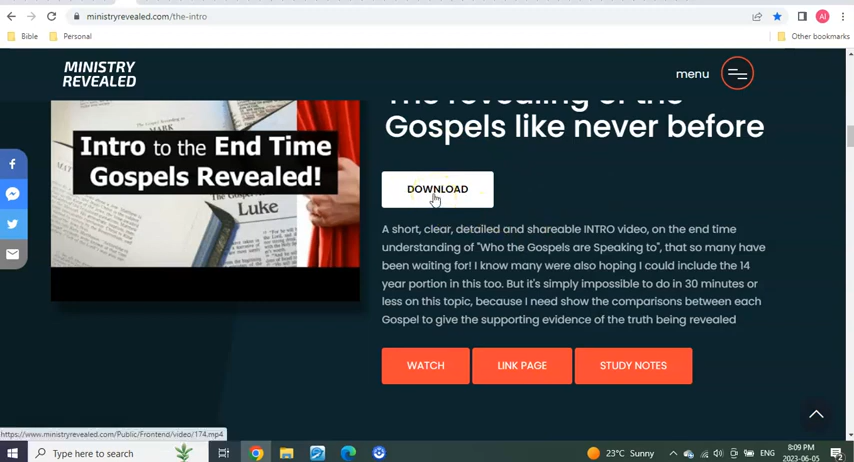 ministryrevealed.com/the-intro
Bible
Personal
Other bookmarks
MINISTRY
REVEALED
menu
The revealing of the
Gospels like never before
Intro to the End Time
Gospels Revealed!
Luke
DOWNLOAD
A short, clear, detailed and shareable INTRO video, on the end time
understanding of "Who the Gospels are Speaking to", that so many have
been waiting for! I know many were also hoping I could include the 14
year portion in this too. But it's simply impossible to do in 30 minutes or
less on this topic, because I need show the comparisons between each
Gospel to give the supporting evidence of the truth being revealed
WATCH
LINK PAGE
STUDY NOTES
https://www.ministryrevealed.com/Public/Frontend/video/174.mp4
Type here to search
23°C Sunny
ENG
8:09 PM
2023-06-05
2